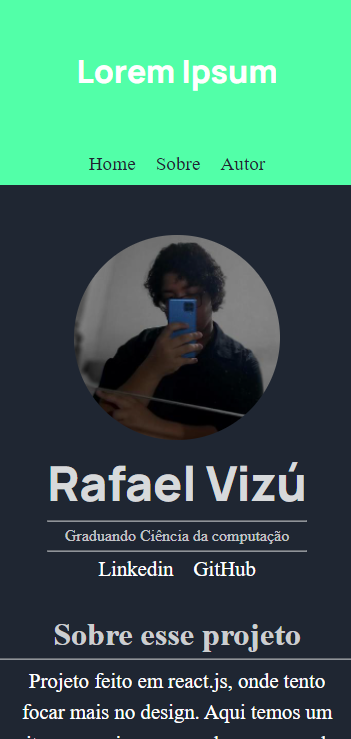 Lorem Ipsum
Home Sobre Autor
Rafael Vizú
Graduando Ciência da computação
Linkedin GitHub
Sobre esse projeto
Projeto feito em react.js, onde tento
focar mais no design. Aqui temos um